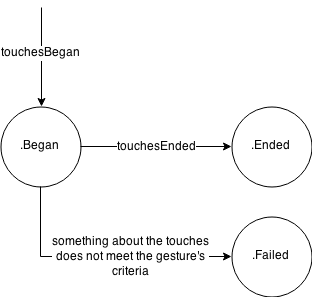 touchesBegan
.Began
touchesEnded
.Ended
something about the touches
does not meet the gesture's
criteria
.Failed